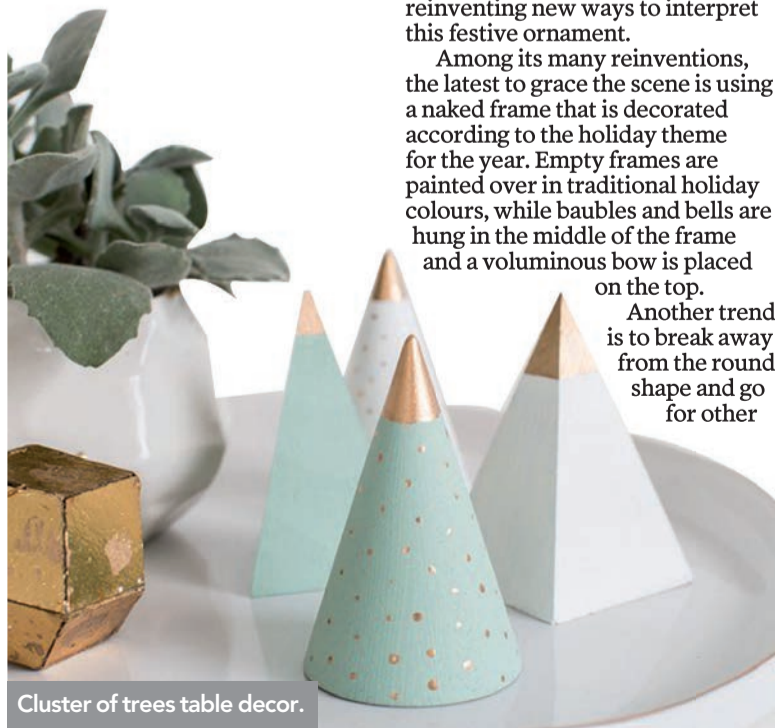 reinventing new ways to interpret
this festive ornament.
Among its many reinventions,
the latest to grace the scene is using
a naked frame that is decorated
according to the holiday theme
for the year. Empty frames are
painted over in traditional holiday
colours, while baubles and bells are
hung in the middle of the frame
and a voluminous bow is placed
on the top.
Another trend
is to break away
from the round
shape and go
for other
Cluster of trees table decor.